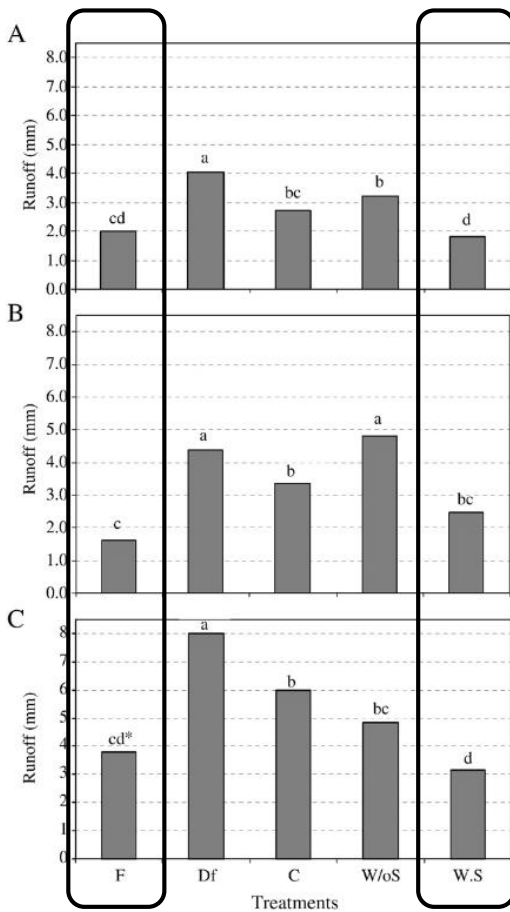 A
8.0
7.0
6.0
5.0
4.0
3.0
2.0
1.0
0.0
Runoff (mm)
cd
a
bc
b
d
B
8.0
7.0
6.0
5.0
4.0
3.0
2.0
1.0
0.0
Runoff (mm)
c
a
b
a
bc
C
8
7
6
5
4
3
2
1
0
Runoff (mm)
cd*
a
b
bc
d
F Df C W/oS W.S
Treatments